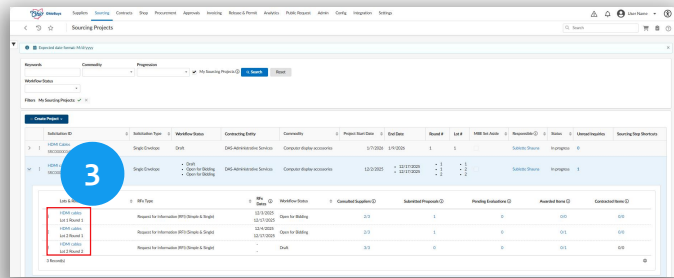 OhioBuys Suppliers Sourcing Contracts Shop Procurement Approvals Invoicing Release & Permit Analytics Public Request Admin Config Integration Settings User Name
Sourcing Projects Search
Expected date format: M/d/yyyy
Keywords Commodity Progression
My Sourcing Projects Search Reset
Workflow Status
Filters My Sourcing Projects
Create Project
Solicitation ID Solicitation Type Workflow Status Contracting Entity Commodity Project Start Date End Date Round # Lot # MBE Set Aside Responsible Status Unread Inquiries Sourcing Step Shortcuts
HDMI Cables Single Envelope Draft DAS-Administrative Services Computer display accessories 1/7/2026 1/9/2026 1 In progress 0
Single Envelope • Draft • Open for Bidding • Open for Bidding DAS-Administrative Services Computer display accessories 12/2/2025 • 12/17/2025 • 12/17/2025 • 1 • 1 • 2 • 1 • 2 • 2 In progress 3
3
Lots & RFx Type RFx Dates Workflow Status Consulted Suppliers Submitted Proposals Pending Evaluations Awarded Items Contracted Items
HDMI cables
Lot 1 Round 1 Request for Information (RFI) (Simple & Single) 12/3/2025 12/17/2025 Open for Bidding 2/3 1 0 0/0 0/0
HDMI cables
Lot 2 Round 1 Request for Information (RFI) (Simple & Single) 12/4/2025 12/17/2025 Open for Bidding 2/2 1 0 0/1 0/0
HDMI cables
Lot 2 Round 2 Request for Information (RFI) (Simple & Single) - - Draft 2/2 0 0 0/1 0/0
3 Record(s)